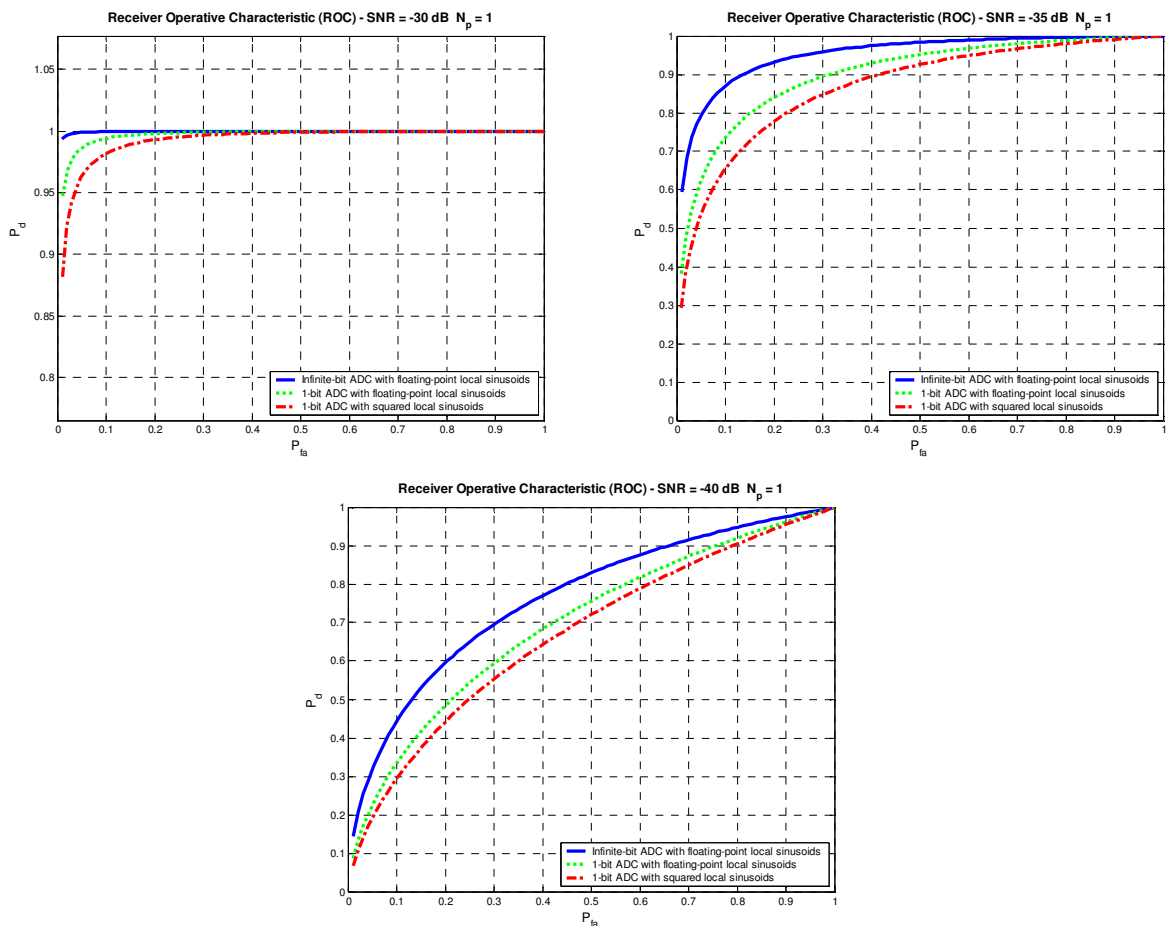 Receiver Operative Characteristic (ROC) - SNR = -30 dB Np = 1
1.05
1
0.95
0.9
0.85
0.8
Pd
0 0.1 0.2 0.3 0.4 0.5 0.6 0.7 0.8 0.9 1
Pfa
Infinite-bit ADC with floating-point local sinusoids
1-bit ADC with floating-point local sinusoids
1-bit ADC with squared local sinusoids
Receiver Operative Characteristic (ROC) - SNR = -35 dB Np = 1
1
0.9
0.8
0.7
0.6
0.5
0.4
0.3
0.2
0.1
0
Pd
0 0.1 0.2 0.3 0.4 0.5 0.6 0.7 0.8 0.9 1
Pfa
Infinite-bit ADC with floating-point local sinusoids
1-bit ADC with floating-point local sinusoids
1-bit ADC with squared local sinusoids
Receiver Operative Characteristic (ROC) - SNR = -40 dB Np = 1
1
0.9
0.8
0.7
0.6
0.5
0.4
0.3
0.2
0.1
0
Pd
0 0.1 0.2 0.3 0.4 0.5 0.6 0.7 0.8 0.9 1
Pfa
Infinite-bit ADC with floating-point local sinusoids
1-bit ADC with floating-point local sinusoids
1-bit ADC with squared local sinusoids